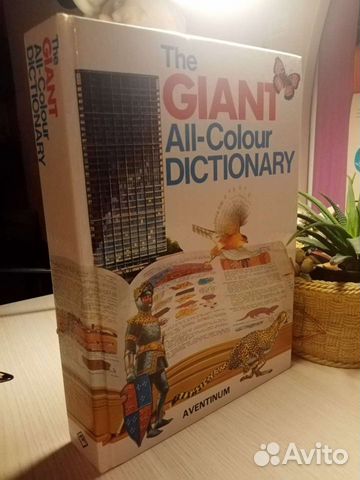 The
GIANT
All-Colour
DICTIONARY
The
GIANT
All-Colour
DICTIONARY
AVENTINUM
Avito